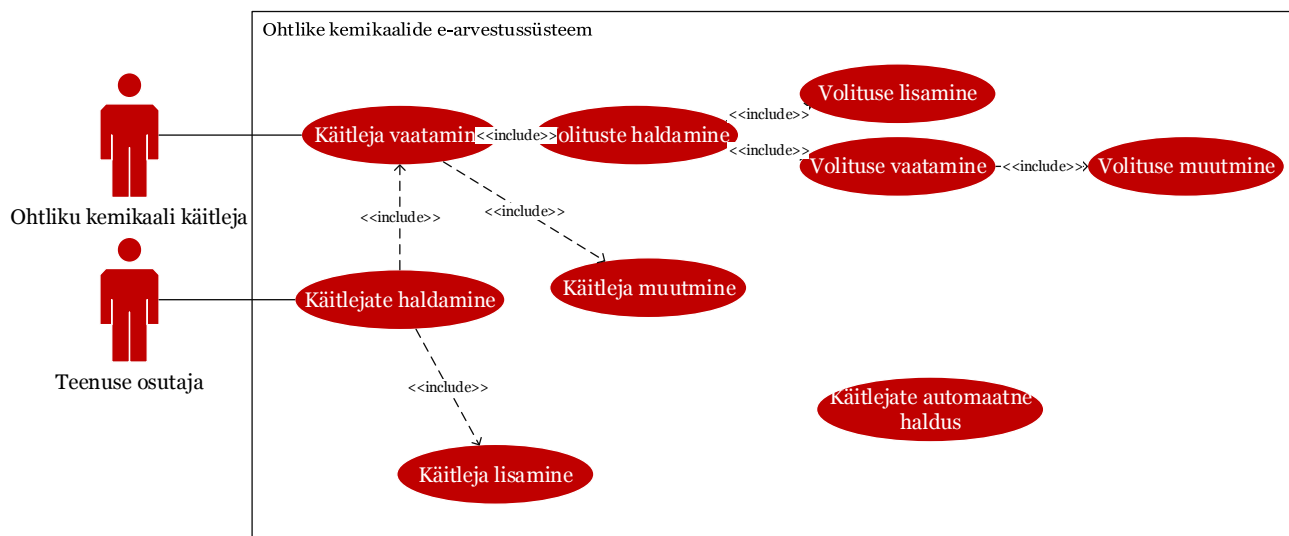 Ohtlike kemikaalide e-arvestussüsteem
Volituse lisamine
<<include>>
Käitleja vaatamin
<<include>>
olituste haldamine
<<include>>
Volituse vaatamine
<<include>>
Volituse muutmine
Ohtliku kemikaali käitleja
<<include>>
<<include>>
Käitleja muutmine
Käitlejate haldamine
Teenuse osutaja
<<include>>
Käitlejate automaatne
haldus
Käitleja lisamine